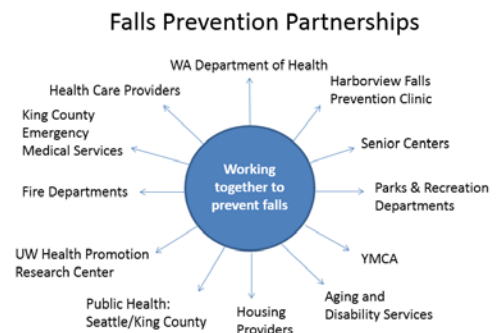 Falls Prevention Partnerships
WA Department of Health
Harborview Falls
Prevention Clinic
Senior Centers
Parks & Recreation
Departments
YMCA
Aging and
Disability Services
Housing
Providers
Public Health:
Seattle/King County
UW Health Promotion
Research Center
Fire Departments
King County
Emergency
Medical Services
Health Care Providers
Working
together to
prevent falls